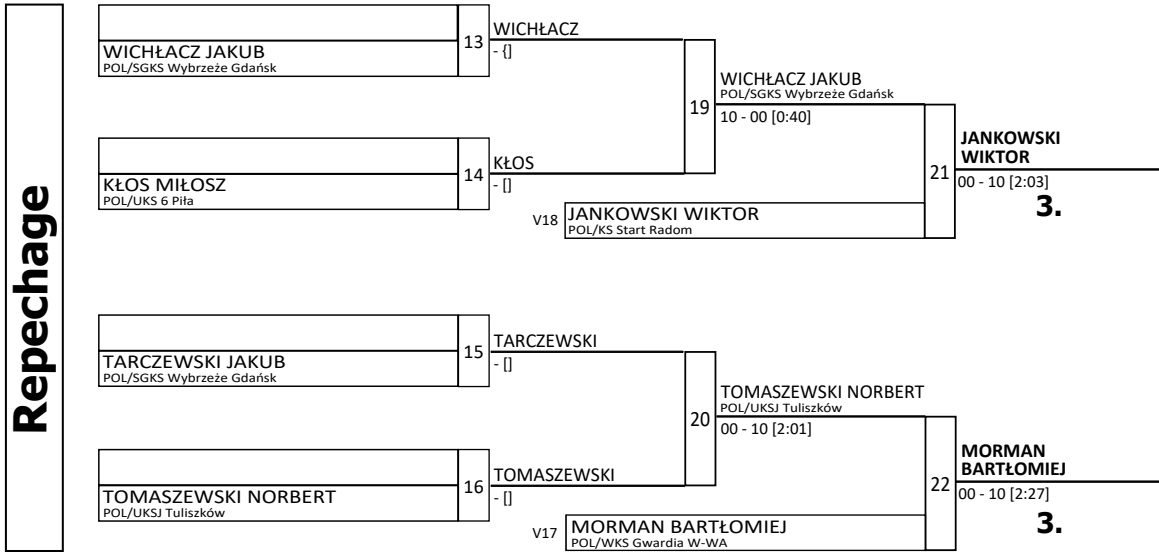 Repechage
WICHŁACZ JAKUB
POL/SGKS Wybrzeże Gdańsk
13
WICHŁACZ
- {]
KŁOS MIŁOSZ
POL/UKS 6 Piła
14
KŁOS
- []
19
WICHŁACZ JAKUB
POL/SGKS Wybrzeże Gdańsk
10 - 00 [0:40]
V18
JANKOWSKI WIKTOR
POL/KS Start Radom
21
JANKOWSKI
WIKTOR
00 - 10 [2:03]
3.
TARCZEWSKI JAKUB
POL/SGKS Wybrzeże Gdańsk
15
TARCZEWSKI
- []
TOMASZEWSKI NORBERT
POL/UKSJ Tuliszków
16
TOMASZEWSKI
- []
20
TOMASZEWSKI NORBERT
POL/UKSJ Tuliszków
00 - 10 [2:01]
V17
MORMAN BARTŁOMIEJ
POL/WKS Gwardia W-WA
22
MORMAN
BARTŁOMIEJ
00 - 10 [2:27]
3.